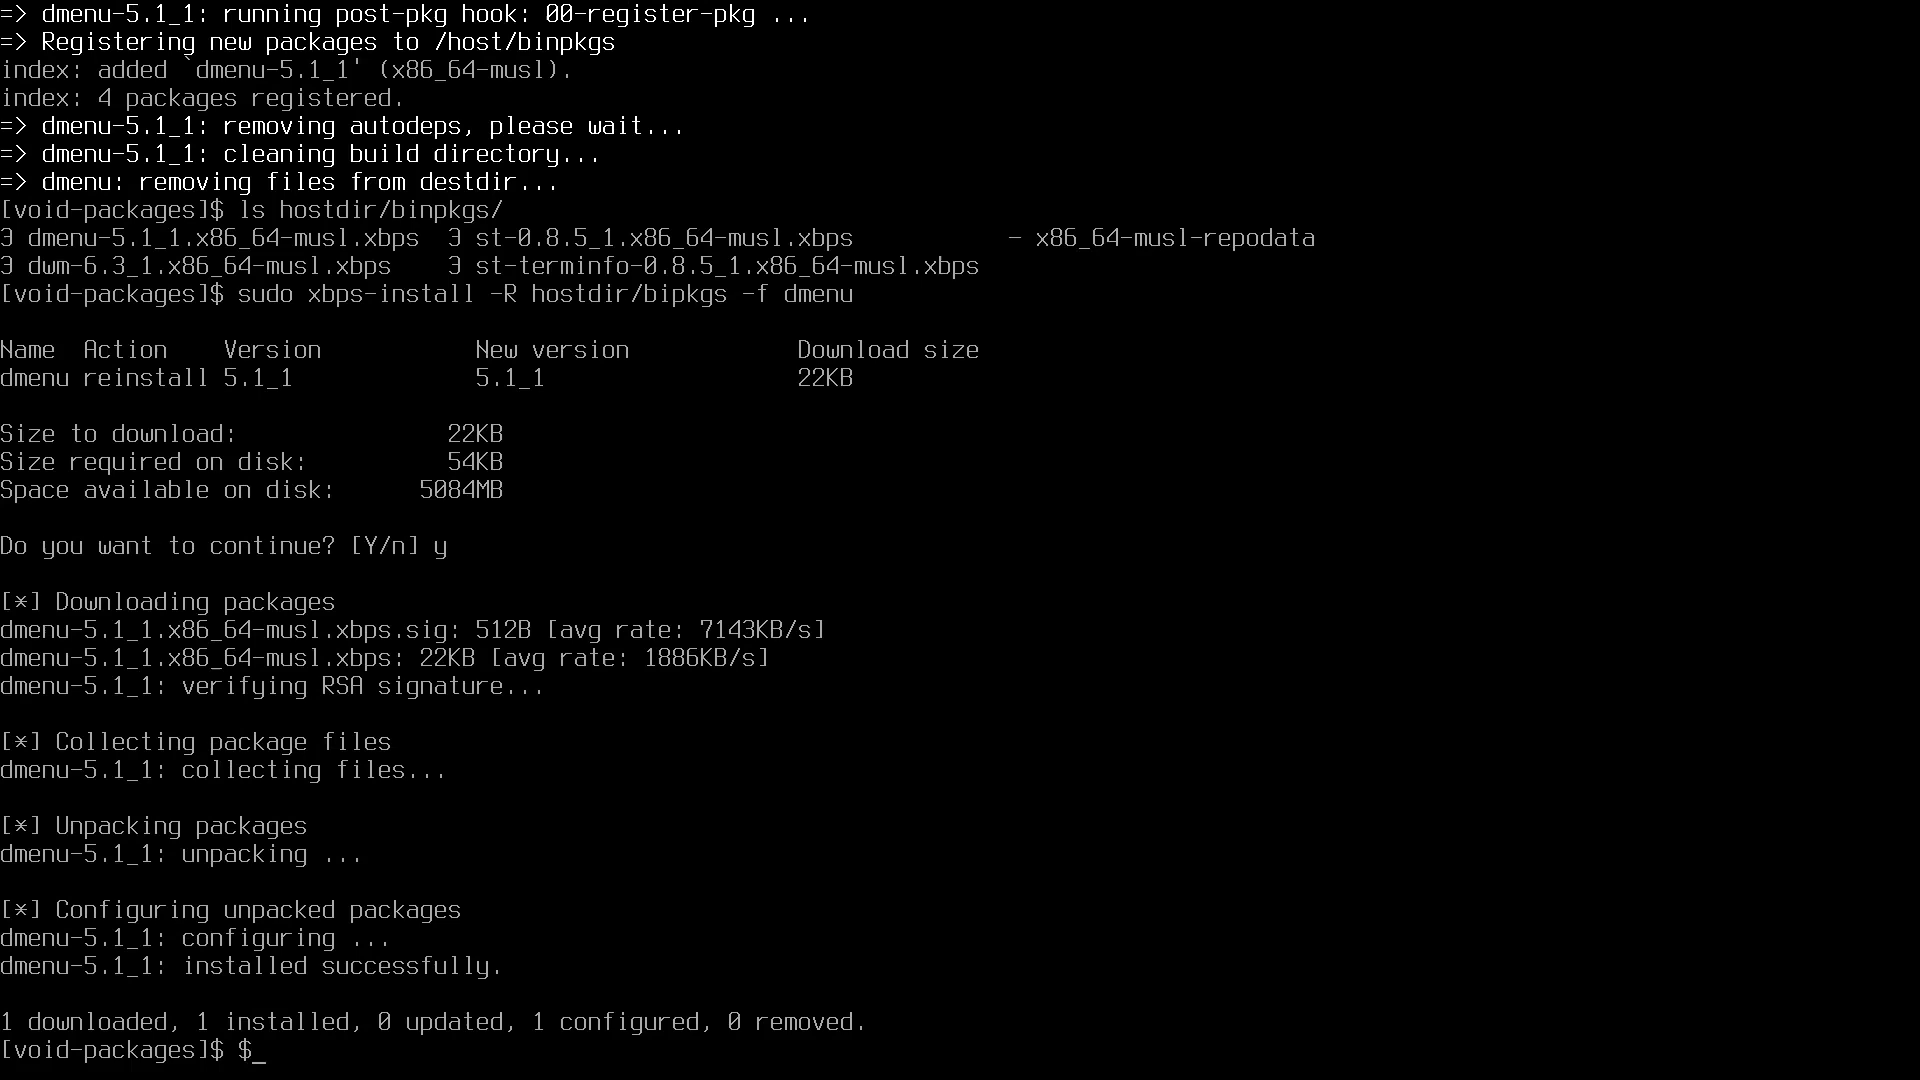 => dmenu-5.1_1: running post-pkg hook: 00-register-pkg ...
=> Registering new packages to /host/binpkgs
index: added `dmenu-5.1_1' (x86_64-musl).
index: 4 packages registered.
=> dmenu-5.1_1: removing autodeps, please wait...
=> dmenu-5.1_1: cleaning build directory...
=> dmenu: removing files from destdir...
[void-packages]$ ls hostdir/binpkgs/
3 dmenu-5.1_1.x86_64-musl.xbps  3 st-0.8.5_1.x86_64-musl.xbps           - x86_64-musl-repodata
3 dwm-6.3_1.x86_64-musl.xbps    3 st-terminfo-0.8.5_1.x86_64-musl.xbps
[void-packages]$ sudo xbps-install -R hostdir/bipkgs -f dmenu
Name  Action    Version           New version            Download size
dmenu reinstall 5.1_1             5.1_1                  22KB
Size to download:               22KB
Size required on disk:          54KB
Space available on disk:      5084MB
Do you want to continue? [Y/n] y
[*] Downloading packages
dmenu-5.1_1.x86_64-musl.xbps.sig: 512B [avg rate: 7143KB/s]
dmenu-5.1_1.x86_64-musl.xbps: 22KB [avg rate: 1886KB/s]
dmenu-5.1_1: verifying RSA signature...
[*] Collecting package files
dmenu-5.1_1: collecting files...
[*] Unpacking packages
dmenu-5.1_1: unpacking ...
[*] Configuring unpacked packages
dmenu-5.1_1: configuring ...
dmenu-5.1_1: installed successfully.
1 downloaded, 1 installed, 0 updated, 1 configured, 0 removed.
[void-packages]$ $_